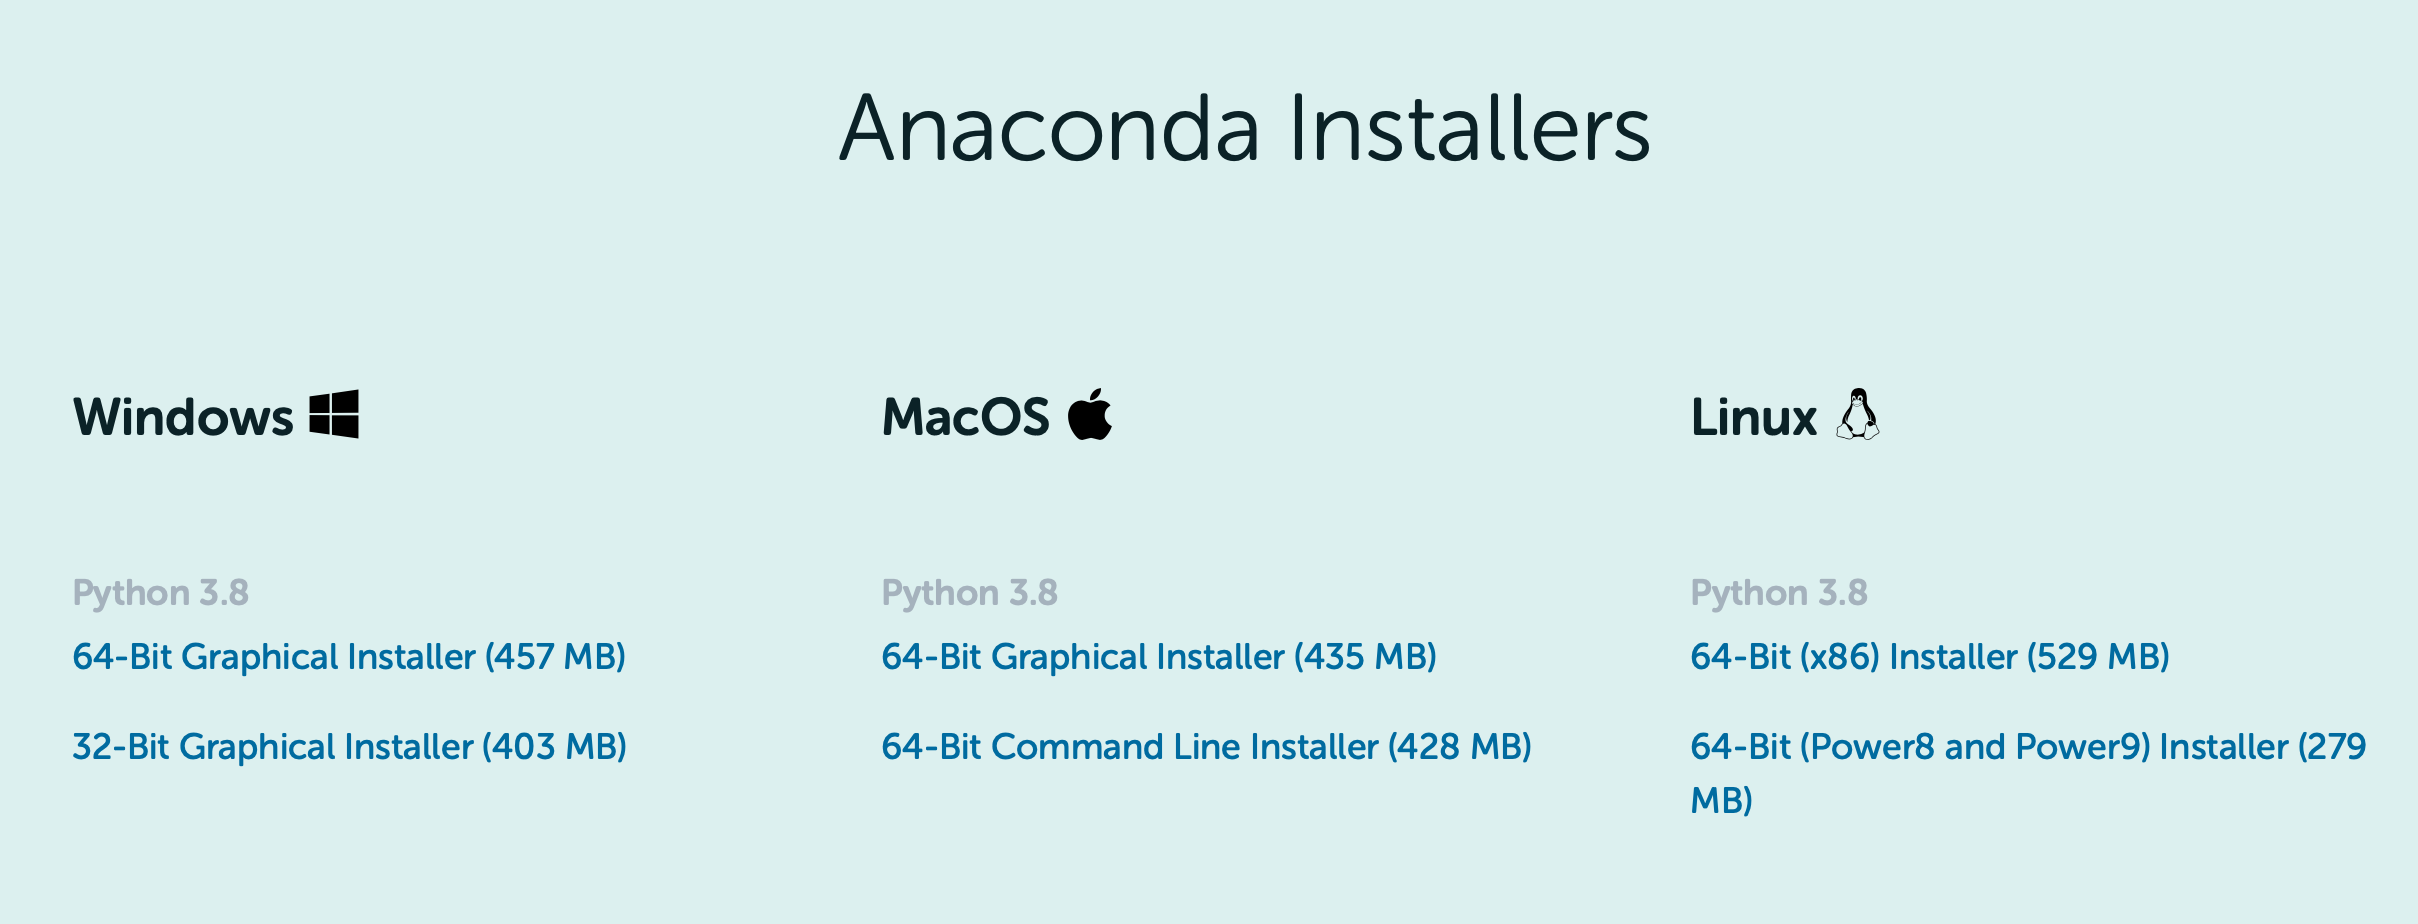 Anaconda Installers
Windows
Python 3.8
64-Bit Graphical Installer (457 MB)
32-Bit Graphical Installer (403 MB)
MacOS
Python 3.8
64-Bit Graphical Installer (435 MB)
64-Bit Command Line Installer (428 MB)
Linux
Python 3.8
64-Bit (x86) Installer (529 MB)
64-Bit (Power8 and Power9) Installer (279
MB)